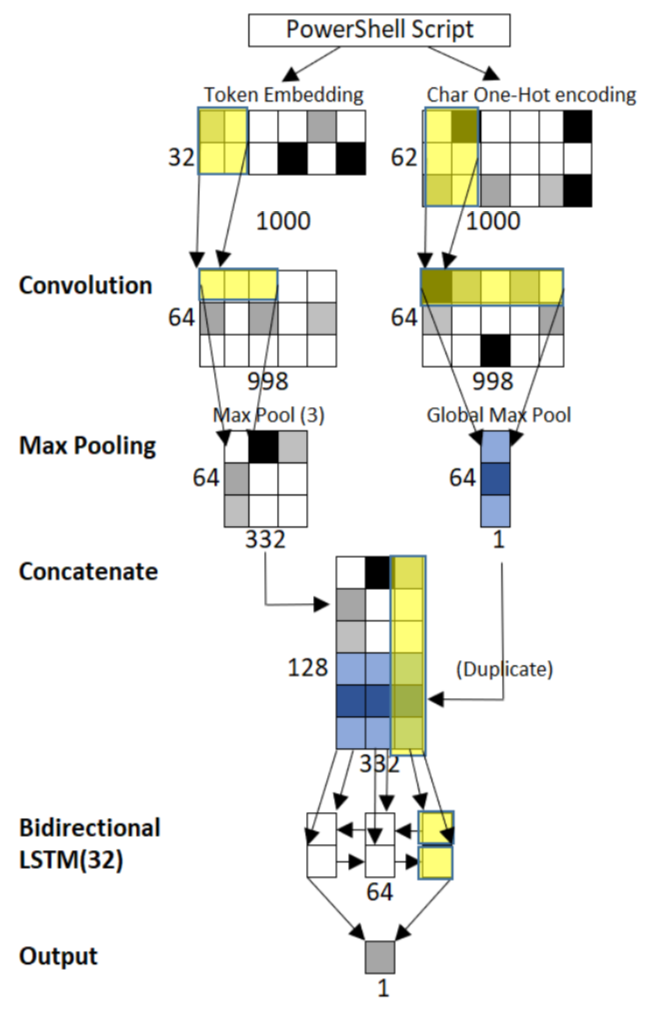 PowerShell Script
Token Embedding
Char One-Hot encoding
32
62
1000
1000
Convolution
64
64
998
998
Max Pool (3)
Global Max Pool
Max Pooling
64
64
332
1
Concatenate
128
(Duplicate)
332
Bidirectional
LSTM(32)
64
Output
1